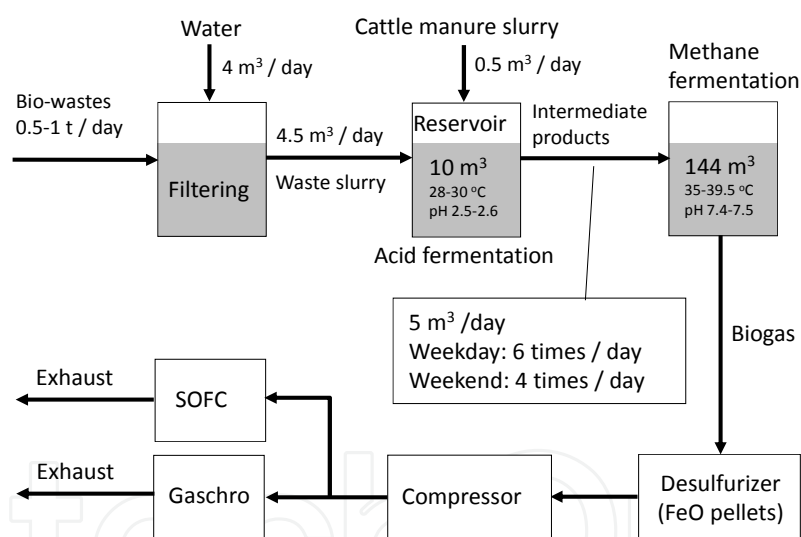 Water
4 m³ / day
Cattle manure slurry
0.5 m³ / day
Methane
fermentation
Bio-wastes
0.5-1 t / day
Filtering
4.5 m³ / day
Waste slurry
Reservoir
10 m³
28-30 °C
pH 2.5-2.6
Acid fermentation
Intermediate
products
144 m³
35-39.5 °C
pH 7.4-7.5
5 m³ /day
Weekday: 6 times / day
Weekend: 4 times / day
Biogas
Exhaust
SOFC
Exhaust
Gaschro
Compressor
Desulfurizer
(FeO pellets)